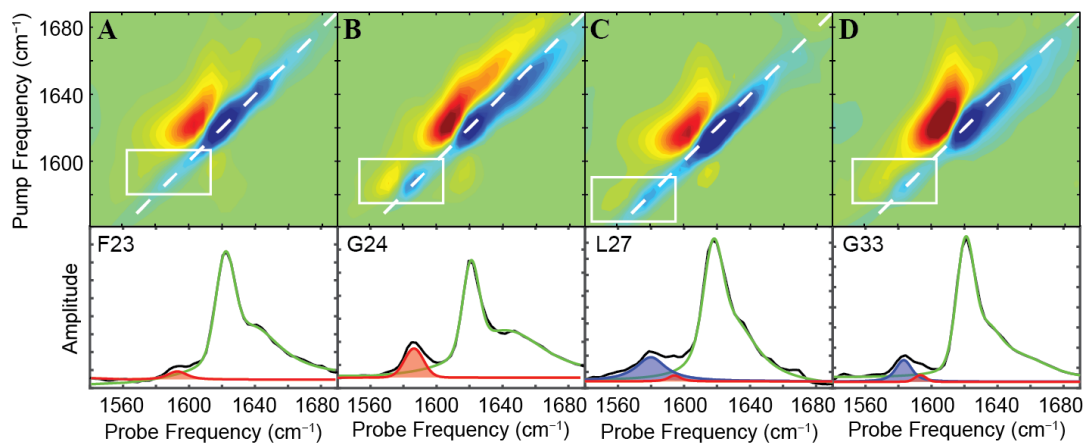 A B C D
Pump Frequency (cm⁻¹)
1680
1640
1600
F23 G24 L27 G33
Amplitude
1560 1600 1640 1680 1560 1600 1640 1680 1560 1600 1640 1680 1560 1600 1640 1680
Probe Frequency (cm⁻¹) Probe Frequency (cm⁻¹) Probe Frequency (cm⁻¹) Probe Frequency (cm⁻¹)